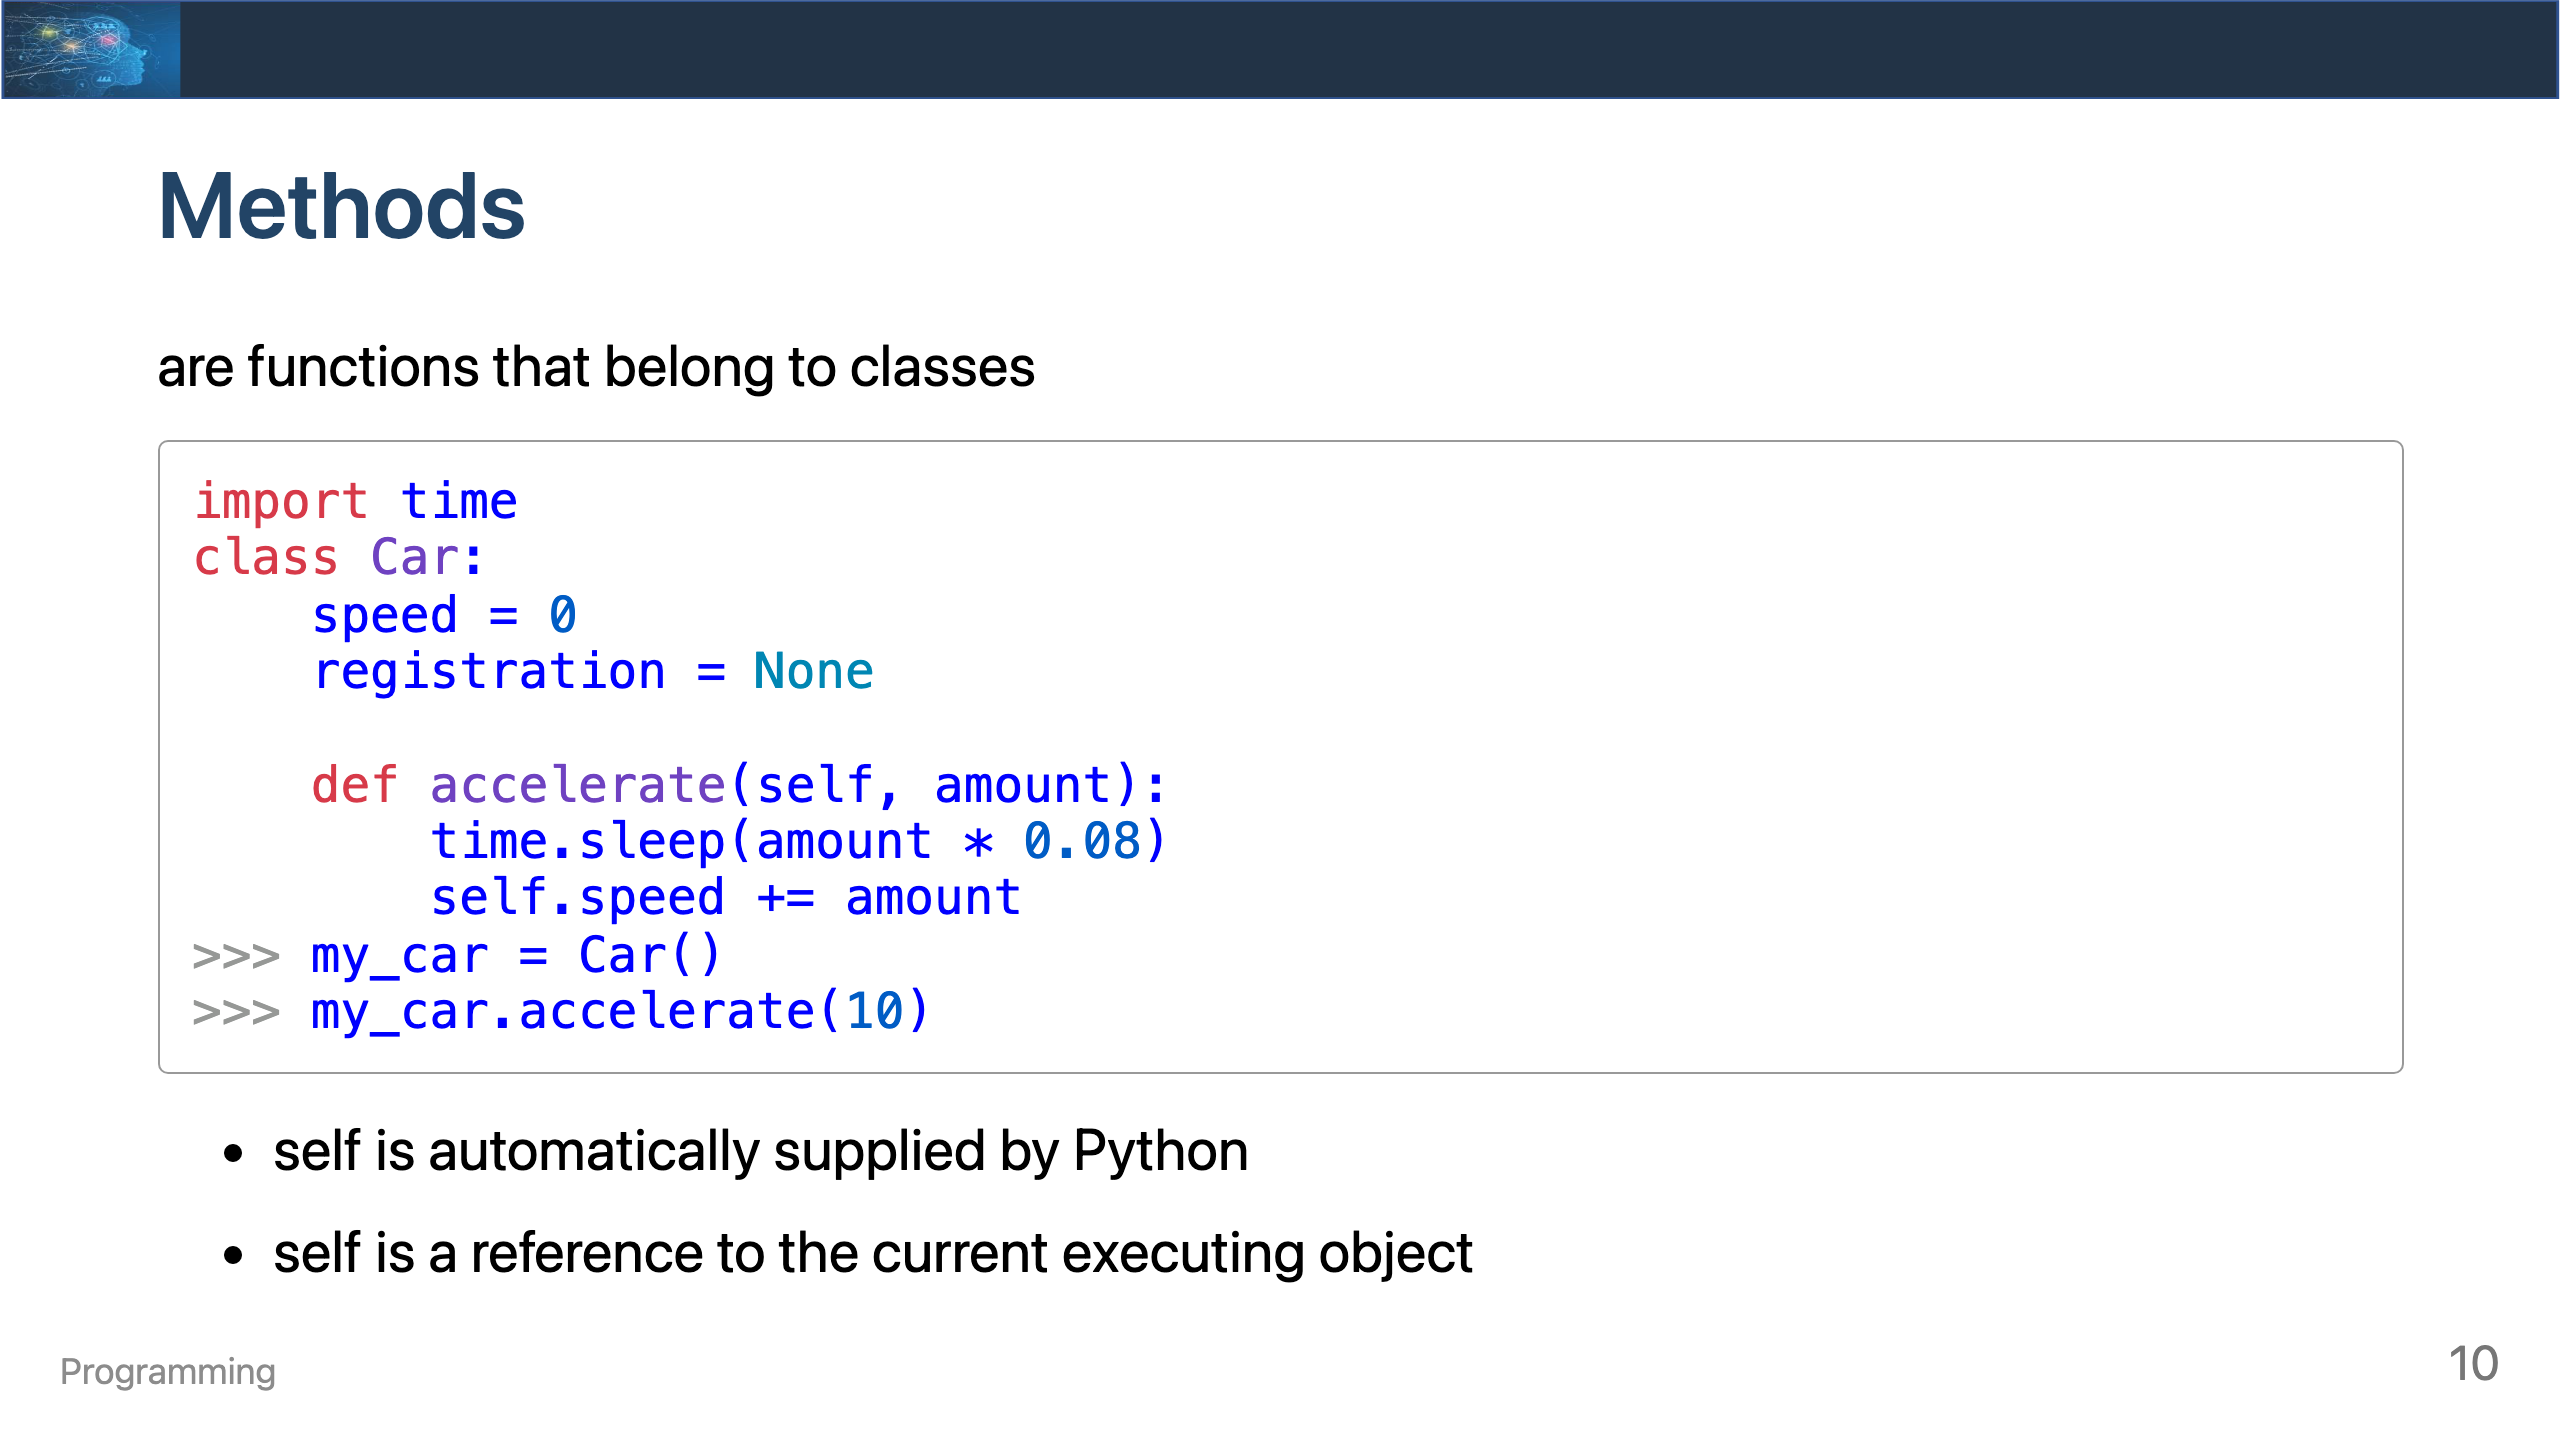 Methods
are functions that belong to classes
import time
class Car:
    speed = 0
    registration = None

    def accelerate(self, amount):
        time.sleep(amount * 0.08)
        self.speed += amount
>>> my_car = Car()
>>> my_car.accelerate(10)
• self is automatically supplied by Python
• self is a reference to the current executing object
Programming
10